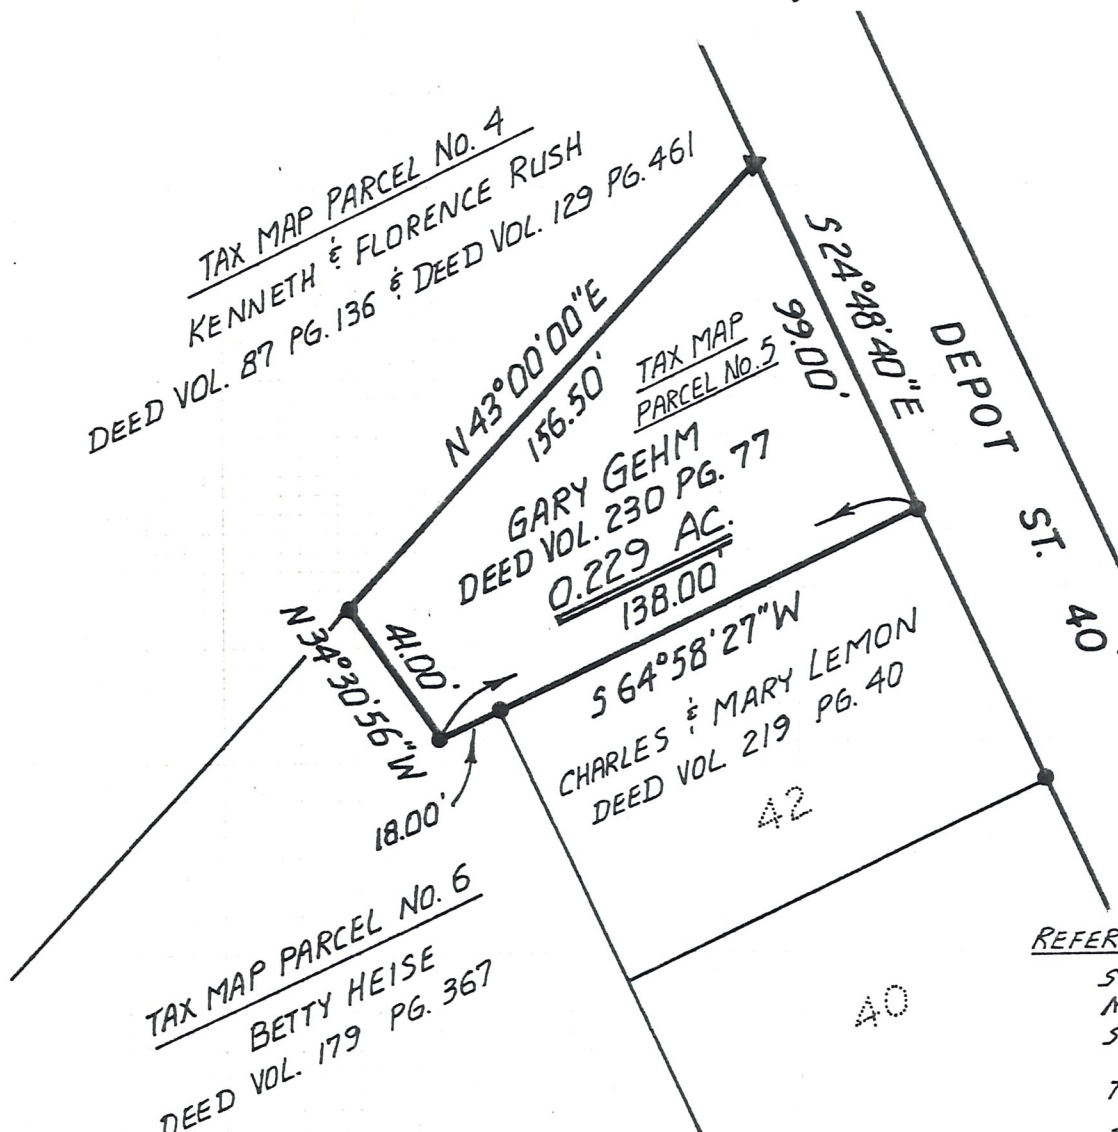 TAX MAP PARCEL No. 4
KENNETH & FLORENCE RUSH
DEED VOL. 87 PG. 136 & DEED VOL. 129 PG. 461
N 43°00'00"E
156.50'
S 24°48'40"E
99.00'
DEPOT ST. 40'
TAX MAP
PARCEL No. 5
GARY GEHM
DEED VOL. 230 PG. 77
0.229 AC.
138.00'
S 64°58'27"W
N 34°30'56"W
41.00'
18.00'
CHARLES & MARY LEMON
DEED VOL. 219 PG. 40
42
TAX MAP PARCEL No. 6
BETTY HEISE
DEED VOL. 179 PG. 367
40
REFER
S